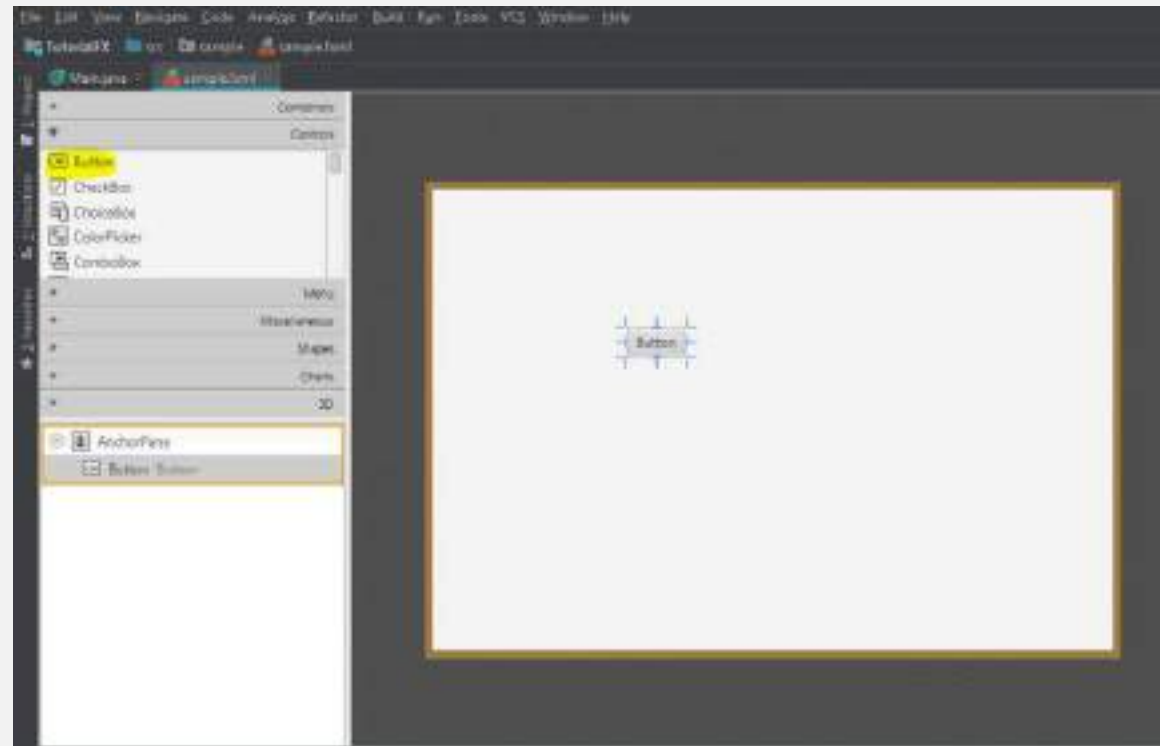 File Edit View Navigate Code Analyze Refactor Build Run Tools VCS Window Help
TutorialFX src sample sample.fxml
Main.java sample.fxml
Containers
Controls
Button
CheckBox
ChoiceBox
ColorPicker
ComboBox
Menu
Miscellaneous
Shapes
Charts
3D
AnchorPane
Button Button
Button